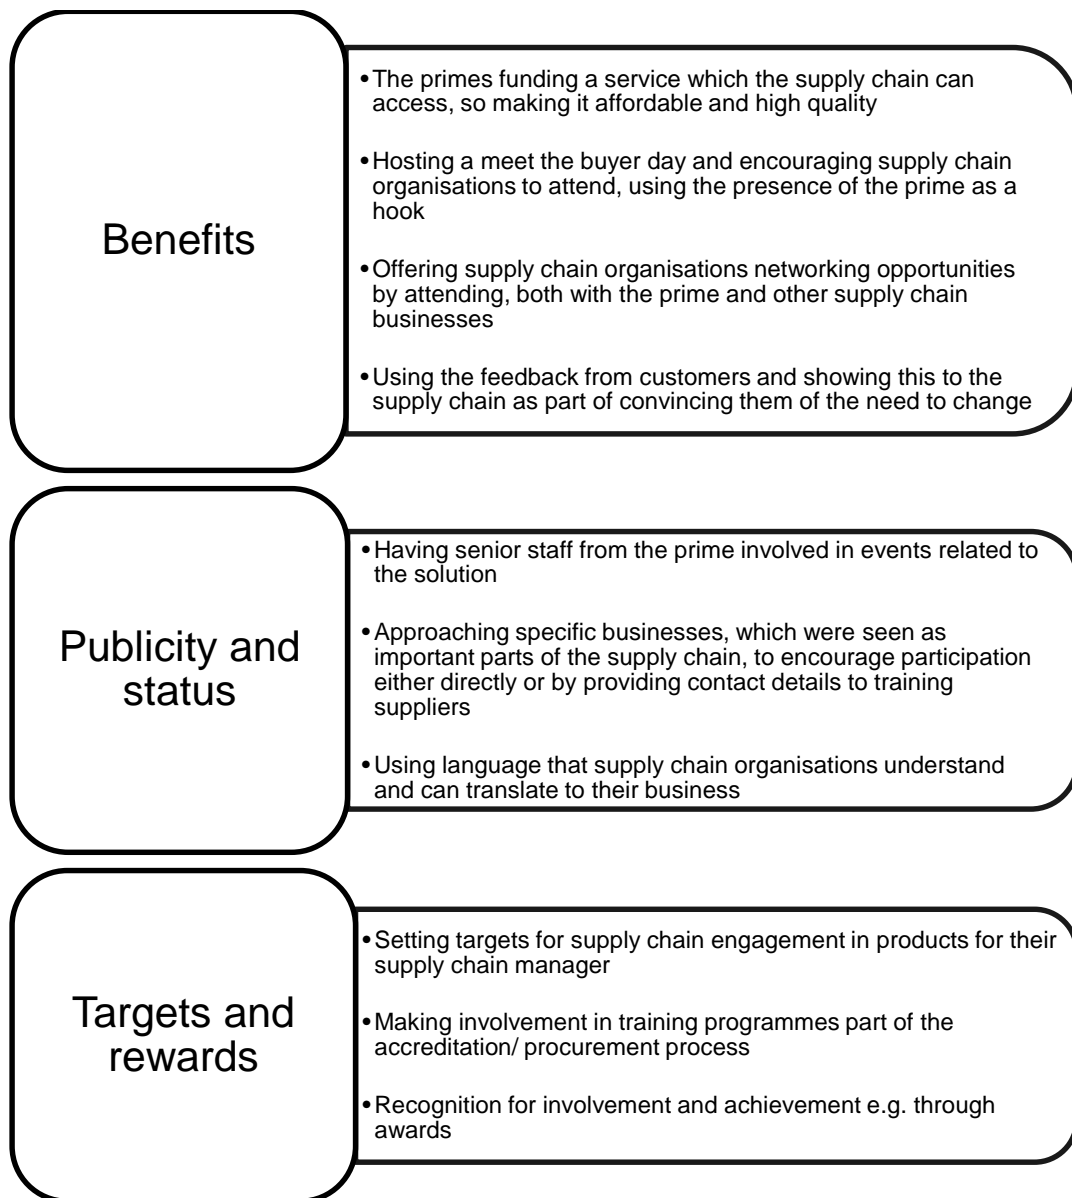 Benefits
•The primes funding a service which the supply chain can
access, so making it affordable and high quality
•Hosting a meet the buyer day and encouraging supply chain
organisations to attend, using the presence of the prime as a
hook
•Offering supply chain organisations networking opportunities
by attending, both with the prime and other supply chain
businesses
•Using the feedback from customers and showing this to the
supply chain as part of convincing them of the need to change
Publicity and
status
•Having senior staff from the prime involved in events related to
the solution
•Approaching specific businesses, which were seen as
important parts of the supply chain, to encourage participation
either directly or by providing contact details to training
suppliers
•Using language that supply chain organisations understand
and can translate to their business
Targets and
rewards
•Setting targets for supply chain engagement in products for their
supply chain manager
•Making involvement in training programmes part of the
accreditation/ procurement process
•Recognition for involvement and achievement e.g. through
awards